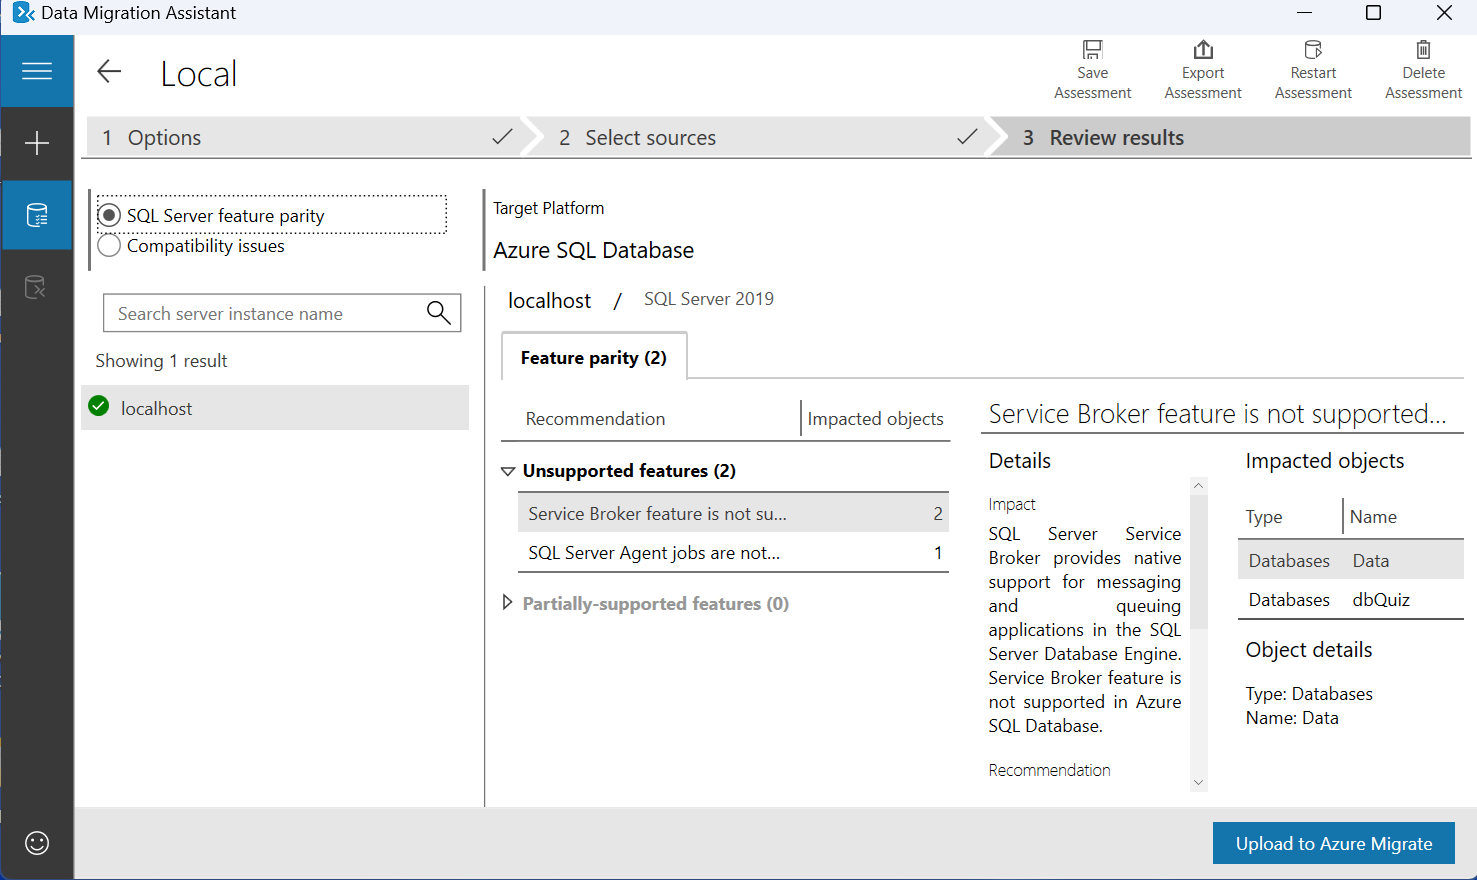 Data Migration Assistant
Local
Save Assessment
Export Assessment
Restart Assessment
Delete Assessment
1 Options
2 Select sources
3 Review results
SQL Server feature parity
Compatibility issues
Search server instance name
Showing 1 result
localhost
Target Platform
Azure SQL Database
localhost / SQL Server 2019
Feature parity (2)
Recommendation
Impacted objects
Unsupported features (2)
Service Broker feature is not su... 2
SQL Server Agent jobs are not... 1
Partially-supported features (0)
Service Broker feature is not supported...
Details
Impact
SQL Server Service
Broker provides native
support for messaging
and queuing
applications in the SQL
Server Database Engine.
Service Broker feature is
not supported in Azure
SQL Database.
Recommendation
Impacted objects
Type Name
Databases Data
Databases dbQuiz
Object details
Type: Databases
Name: Data
Upload to Azure Migrate